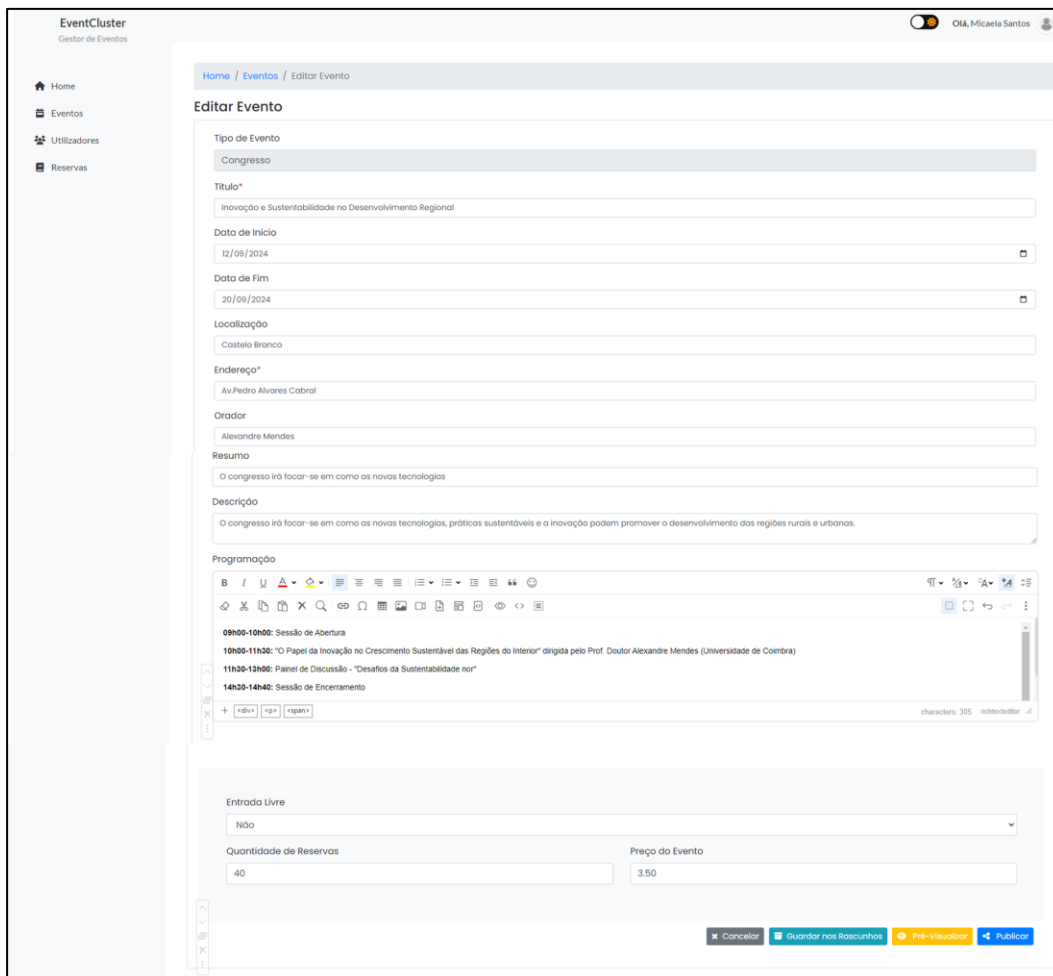 EventCluster
Gestor de Eventos
Olá, Micaela Santos
Home
Eventos
Utilizadores
Reservas
Home / Eventos / Editar Evento
Editar Evento
Tipo de Evento
Congresso
Título*
Inovação e Sustentabilidade no Desenvolvimento Regional
Data de Inicio
12/09/2024
Data de Fim
20/09/2024
Localização
Castelo Branco
Endereço*
Av.Pedro Alvares Cabral
Orador
Alexandre Mendes
Resumo
O congresso irá focar-se em como as novas tecnologias
Descrição
O congresso irá focar-se em como as novas tecnologias, práticas sustentáveis e a inovação podem promover o desenvolvimento das regiões rurais e urbanas.
Programação
09h00-10h00: Sessão de Abertura
10h00-11h30: "O Papel da Inovação no Crescimento Sustentável das Regiões do Interior" dirigida pelo Prof. Doutor Alexandre Mendes (Universidade de Coimbra)
11h30-13h00: Painel de Discussão - "Desafios da Sustentabilidade nor"
14h30-14h40: Sessão de Encerramento
+ <div> <p> <span> characters: 305 richtexteditor
Entrada Livre
Não
Quantidade de Reservas Preço do Evento
40 3.50
Cancelar Guardar nos Rascunhos Pré-Visualizar Publicar